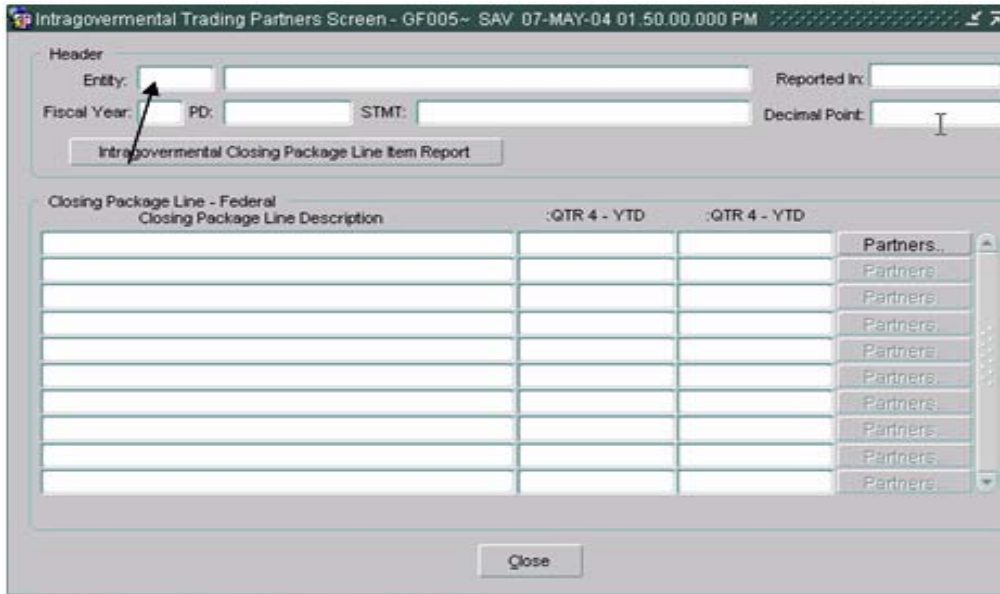 Intragovermental Trading Partners Screen - GF005~ SAV 07-MAY-04 01.50.00.000 PM
Header
Entity: Reported In:
Fiscal Year: PD: STMT: Decimal Point:
Intragovermental Closing Package Line Item Report
Closing Package Line - Federal
Closing Package Line Description :QTR 4 - YTD :QTR 4 - YTD
Partners..
Partners..
Partners..
Partners..
Partners..
Partners..
Partners..
Partners..
Partners..
Partners..
Close